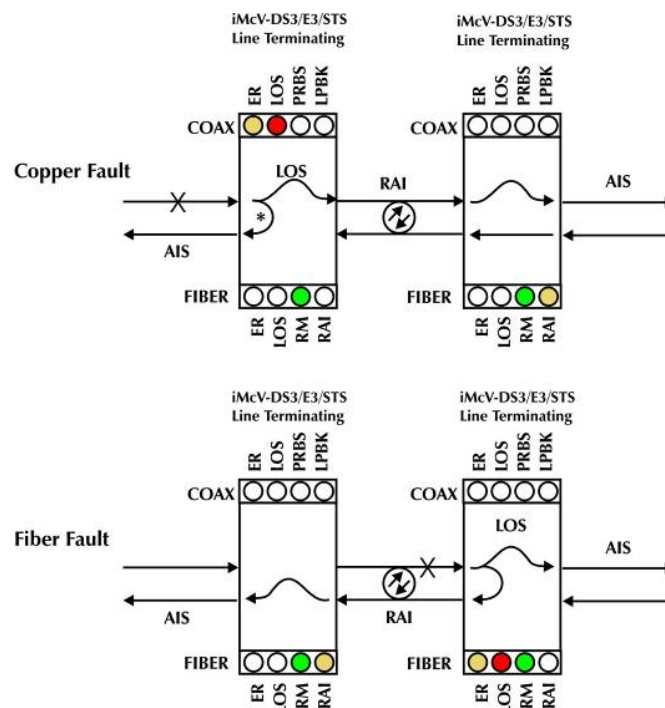 iMcV-DS3/E3/STS
Line Terminating
iMcV-DS3/E3/STS
Line Terminating
ER LOS PRBS LPBK
ER LOS PRBS LPBK
COAX
COAX
Copper Fault
LOS
RAI
AIS
*
AIS
FIBER
FIBER
ER LOS RM RAI
ER LOS RM RAI
iMcV-DS3/E3/STS
Line Terminating
iMcV-DS3/E3/STS
Line Terminating
ER LOS PRBS LPBK
ER LOS PRBS LPBK
COAX
COAX
LOS
Fiber Fault
AIS
AIS
RAI
FIBER
FIBER
ER LOS RM RAI
ER LOS RM RAI